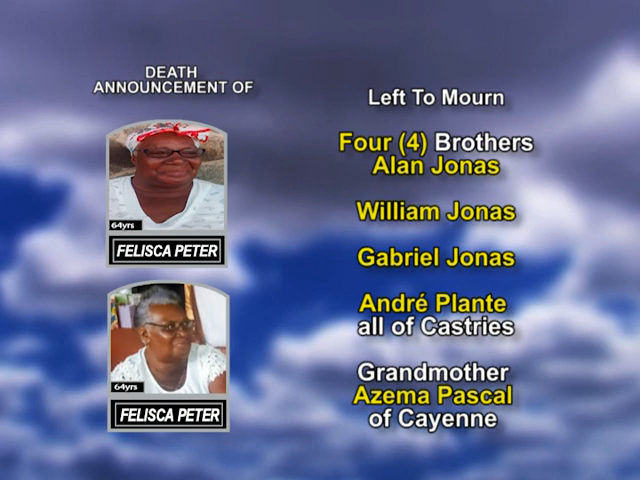 DEATH
ANNOUNCEMENT OF
64yrs
FELISCA PETER
64yrs
FELISCA PETER
Left To Mourn
Four (4) Brothers
Alan Jonas
William Jonas
Gabriel Jonas
André Plante
all of Castries
Grandmother
Azema Pascal
of Cayenne